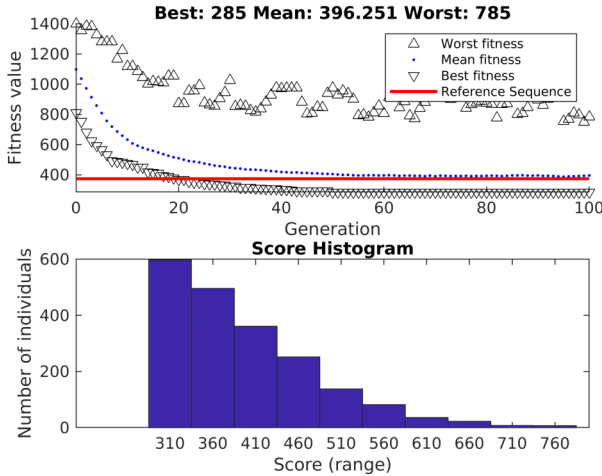 Best: 285 Mean: 396.251 Worst: 785
1400
1200
1000
800
600
400
Fitness value
Worst fitness
Mean fitness
Best fitness
Reference Sequence
0 20 40 60 80 100
Generation
Score Histogram
600
400
200
0
Number of individuals
310 360 410 460 510 560 610 660 710 760
Score (range)